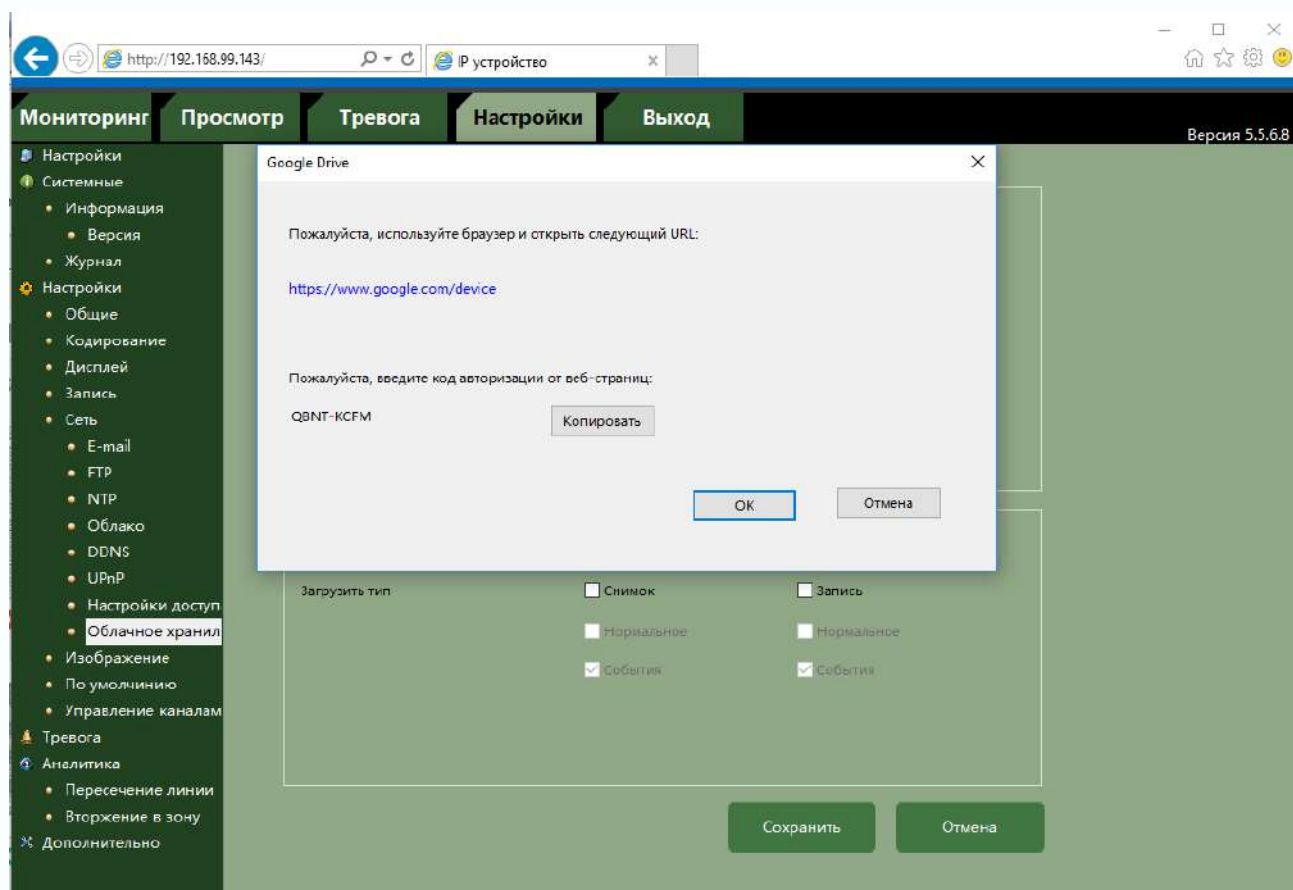 http://192.168.99.143/
IP устройство
Мониторинг Просмотр Тревога Настройки Выход
Версия 5.5.6.8
Настройки
Системные
Информация
Версия
Журнал
Настройки
Общие
Кодирование
Дисплей
Запись
Сеть
E-mail
FTP
NTP
Облако
DDNS
UPnP
Настройки доступ
Облачное хранил
Изображение
По умолчинию
Управление каналам
Тревога
Аналитика
Пересечение линии
Вторжение в зону
Дополнительно
Google Drive
Пожалуйста, используйте браузер и открыть следующий URL:
https://www.google.com/device
Пожалуйста, введите код авторизации от веб-страниц:
QBNT-KCFM Копировать
OK Отмена
Загрузить тип Снимок Запись
Нормальное Нормальное
События События
Сохранить Отмена